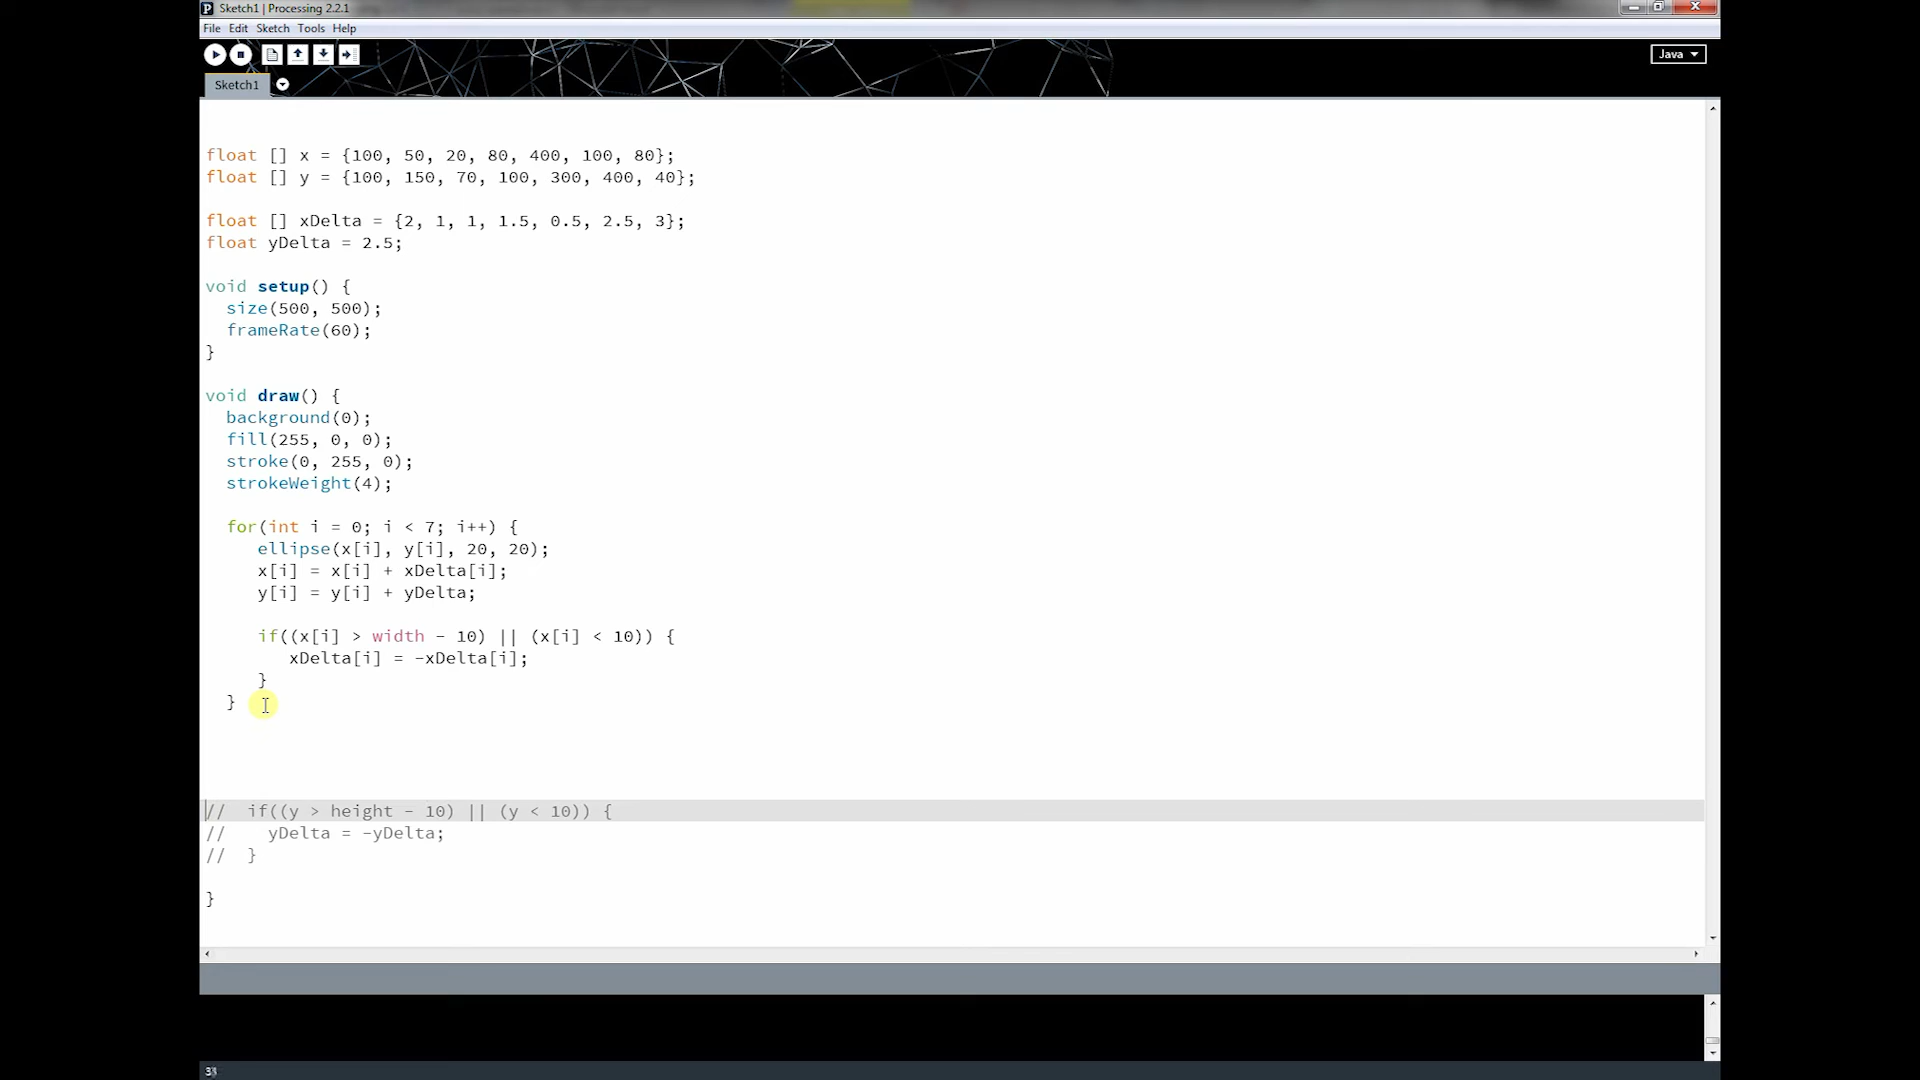 Sketch1 | Processing 2.2.1
File Edit Sketch Tools Help
Java
Sketch1
float [] x = {100, 50, 20, 80, 400, 100, 80};
float [] y = {100, 150, 70, 100, 300, 400, 40};
float [] xDelta = {2, 1, 1, 1.5, 0.5, 2.5, 3};
float yDelta = 2.5;
void setup() {
size(500, 500);
frameRate(60);
}
void draw() {
background(0);
fill(255, 0, 0);
stroke(0, 255, 0);
strokeWeight(4);
for(int i = 0; i < 7; i++) {
ellipse(x[i], y[i], 20, 20);
x[i] = x[i] + xDelta[i];
y[i] = y[i] + yDelta;
if((x[i] > width - 10) || (x[i] < 10)) {
xDelta[i] = -xDelta[i];
}
}
// if((y > height - 10) || (y < 10)) {
// yDelta = -yDelta;
// }
}